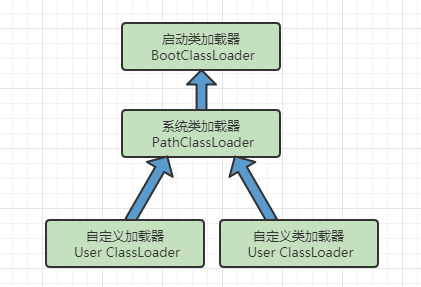 启动类加载器
BootClassLoader
系统类加载器
PathClassLoader
自定义加载器
User ClassLoader
自定义类加载器
User ClassLoader